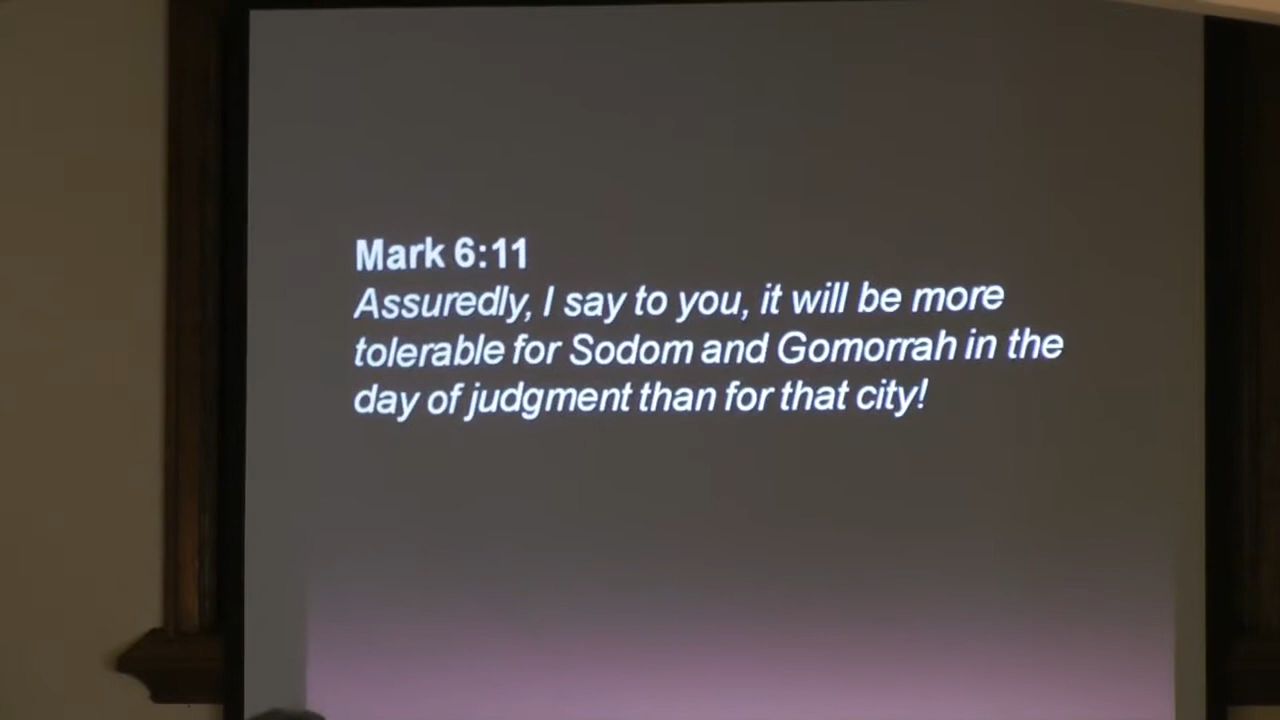 Mark 6:11
Assuredly, I say to you, it will be more
tolerable for Sodom and Gomorrah in the
day of judgment than for that city!